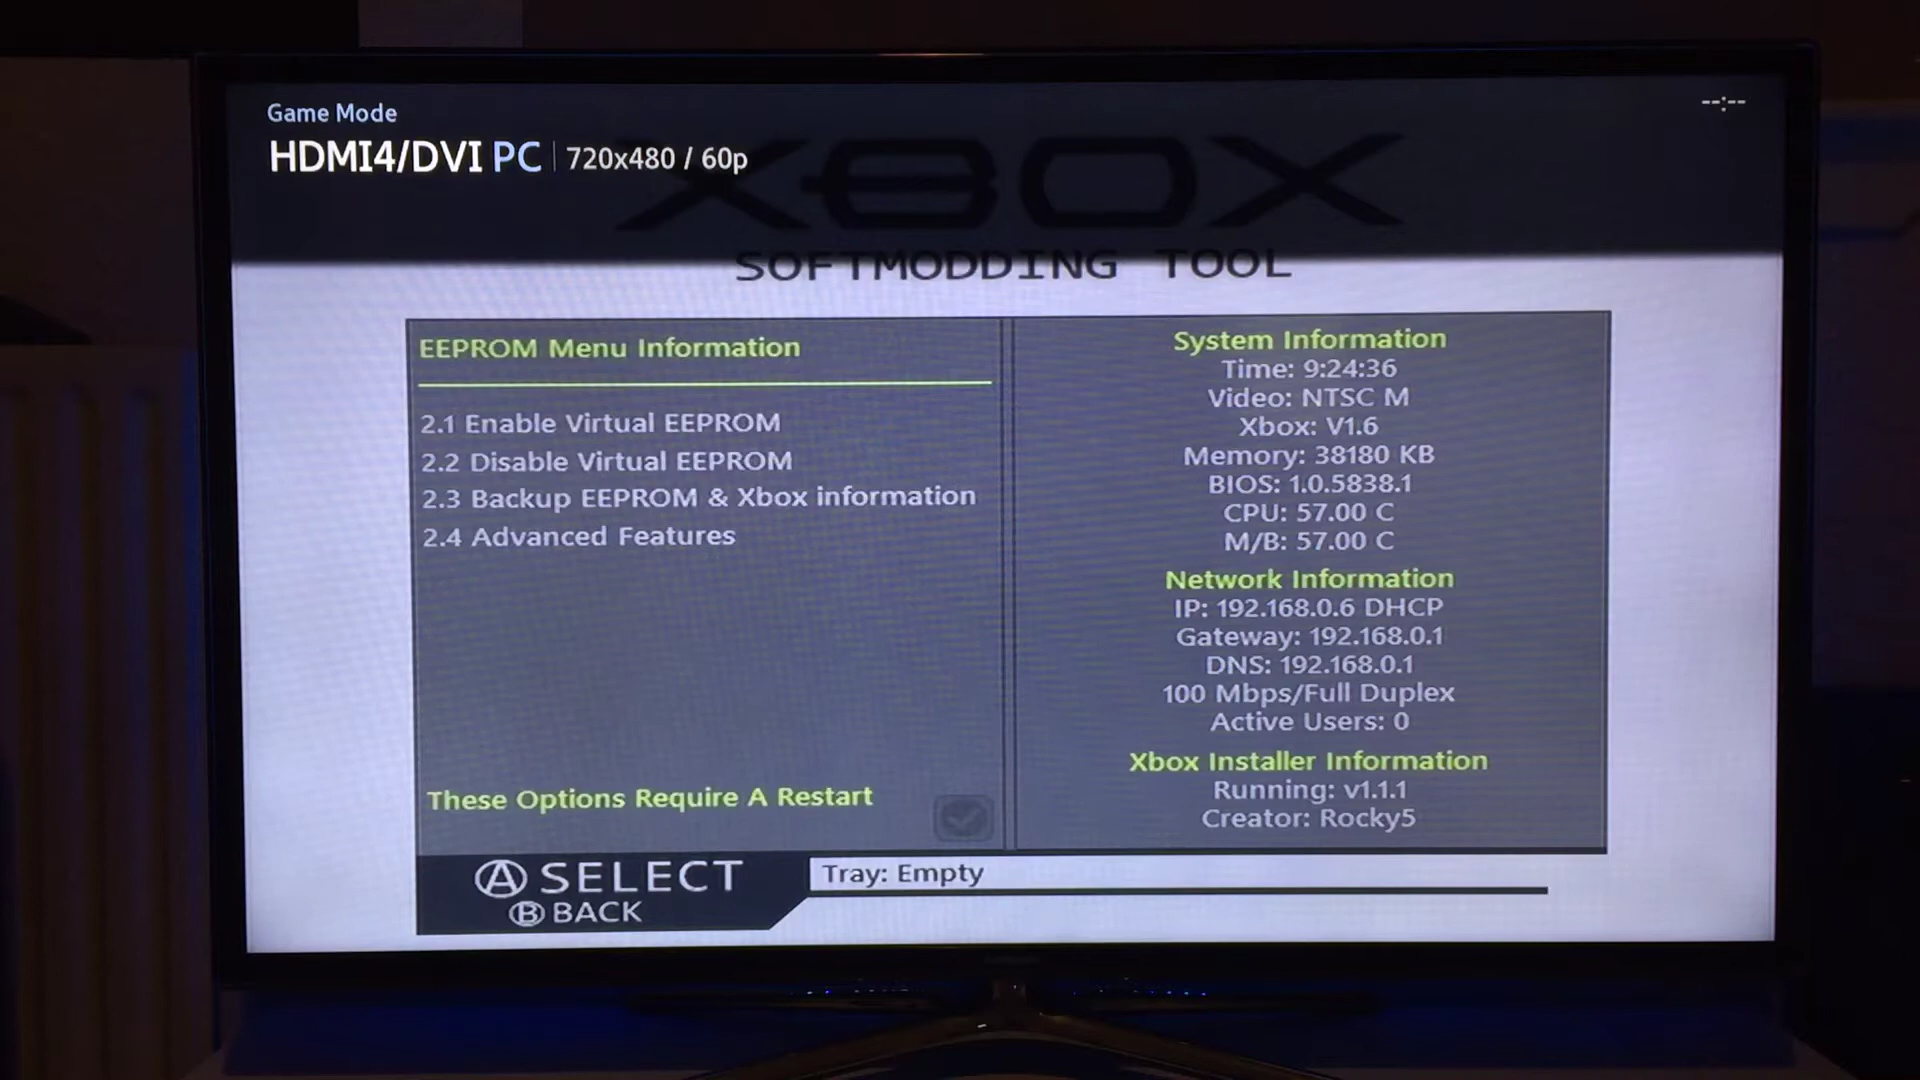 Game Mode
--:--
HDMI4/DVI PC | 720x480 / 60p
XBOX
SOFTMODDING TOOL
EEPROM Menu Information
2.1 Enable Virtual EEPROM
2.2 Disable Virtual EEPROM
2.3 Backup EEPROM & Xbox information
2.4 Advanced Features
These Options Require A Restart
System Information
Time: 9:24:36
Video: NTSC M
Xbox: V1.6
Memory: 38180 KB
BIOS: 1.0.5838.1
CPU: 57.00 C
M/B: 57.00 C
Network Information
IP: 192.168.0.6 DHCP
Gateway: 192.168.0.1
DNS: 192.168.0.1
100 Mbps/Full Duplex
Active Users: 0
Xbox Installer Information
Running: v1.1.1
Creator: Rocky5
A SELECT
B BACK
Tray: Empty